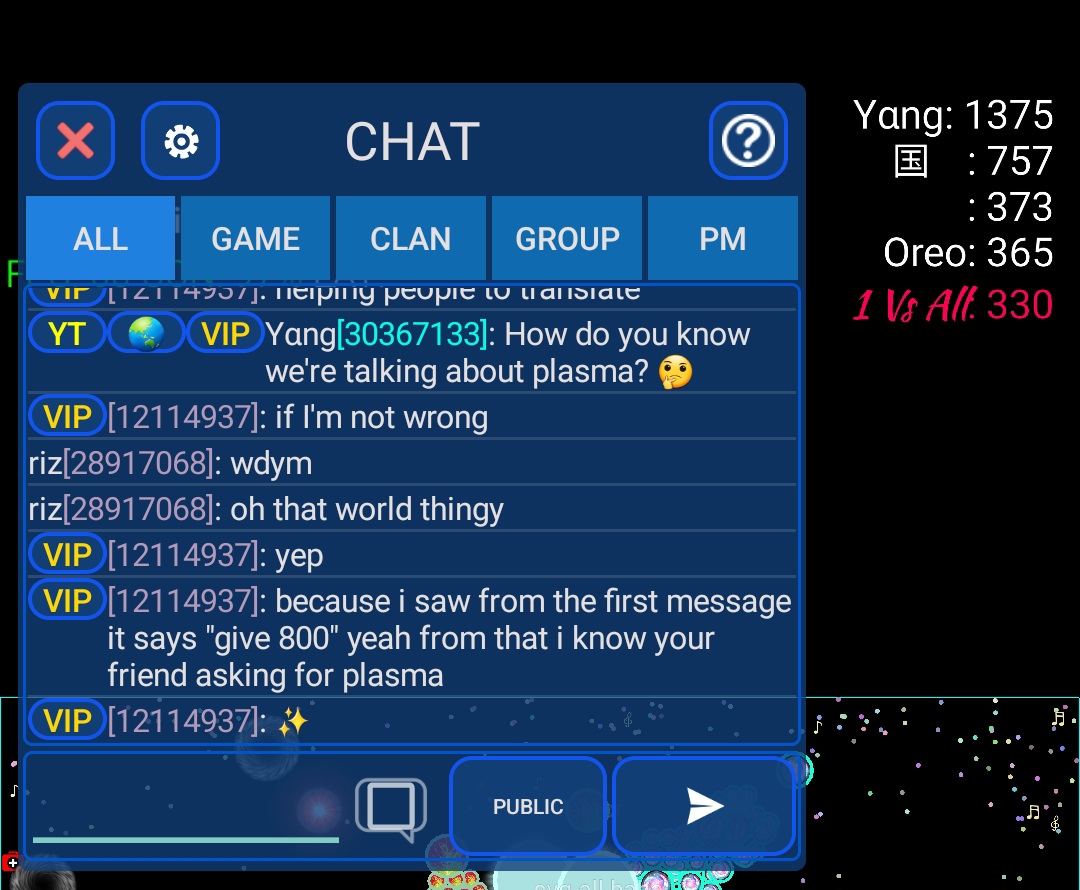 CHAT
ALL GAME CLAN GROUP PM
VIP [12114937]: helping people to translate
YT VIP Yɑng[30367133]: How do you know
we're talking about plasma? 🤔
VIP [12114937]: if I'm not wrong
riz[28917068]: wdym
riz[28917068]: oh that world thingy
VIP [12114937]: yep
VIP [12114937]: because i saw from the first message
it says "give 800" yeah from that i know your
friend asking for plasma
VIP [12114937]: ✨
PUBLIC
Yɑng: 1375
国 : 757
: 373
Oreo: 365
1 Vs All: 330